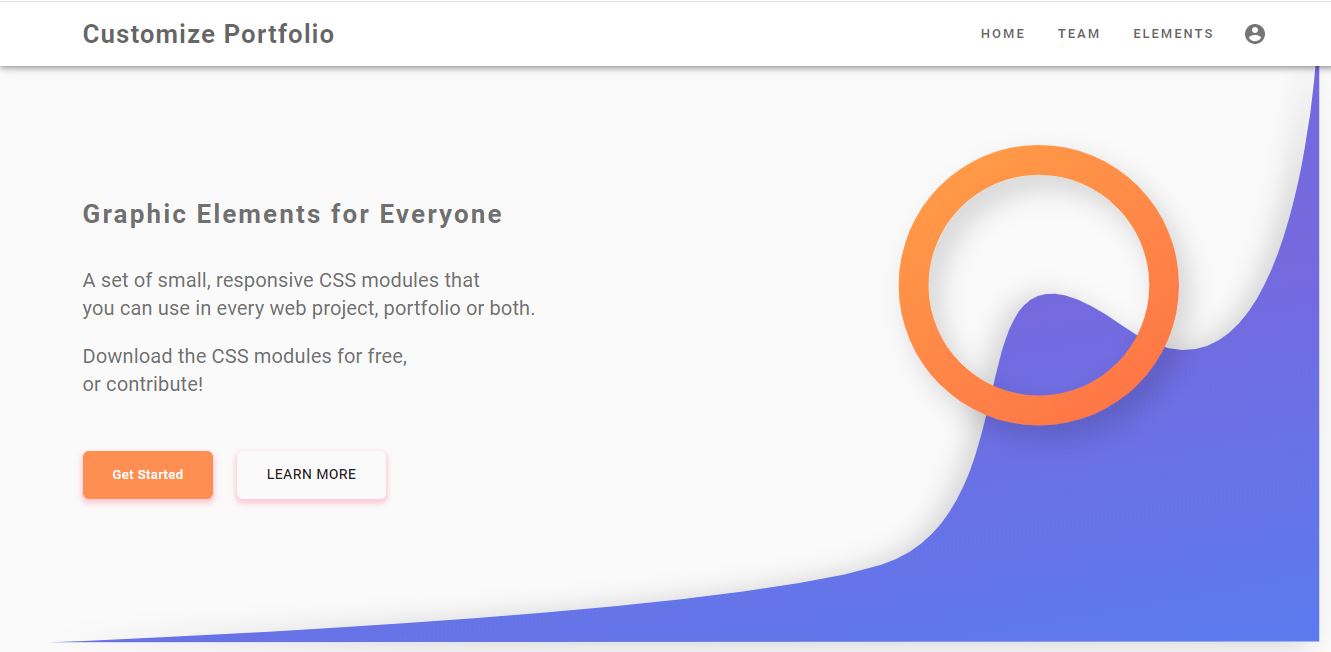 Customize Portfolio
HOME TEAM ELEMENTS
Graphic Elements for Everyone
A set of small, responsive CSS modules that
you can use in every web project, portfolio or both.
Download the CSS modules for free,
or contribute!
Get Started
LEARN MORE